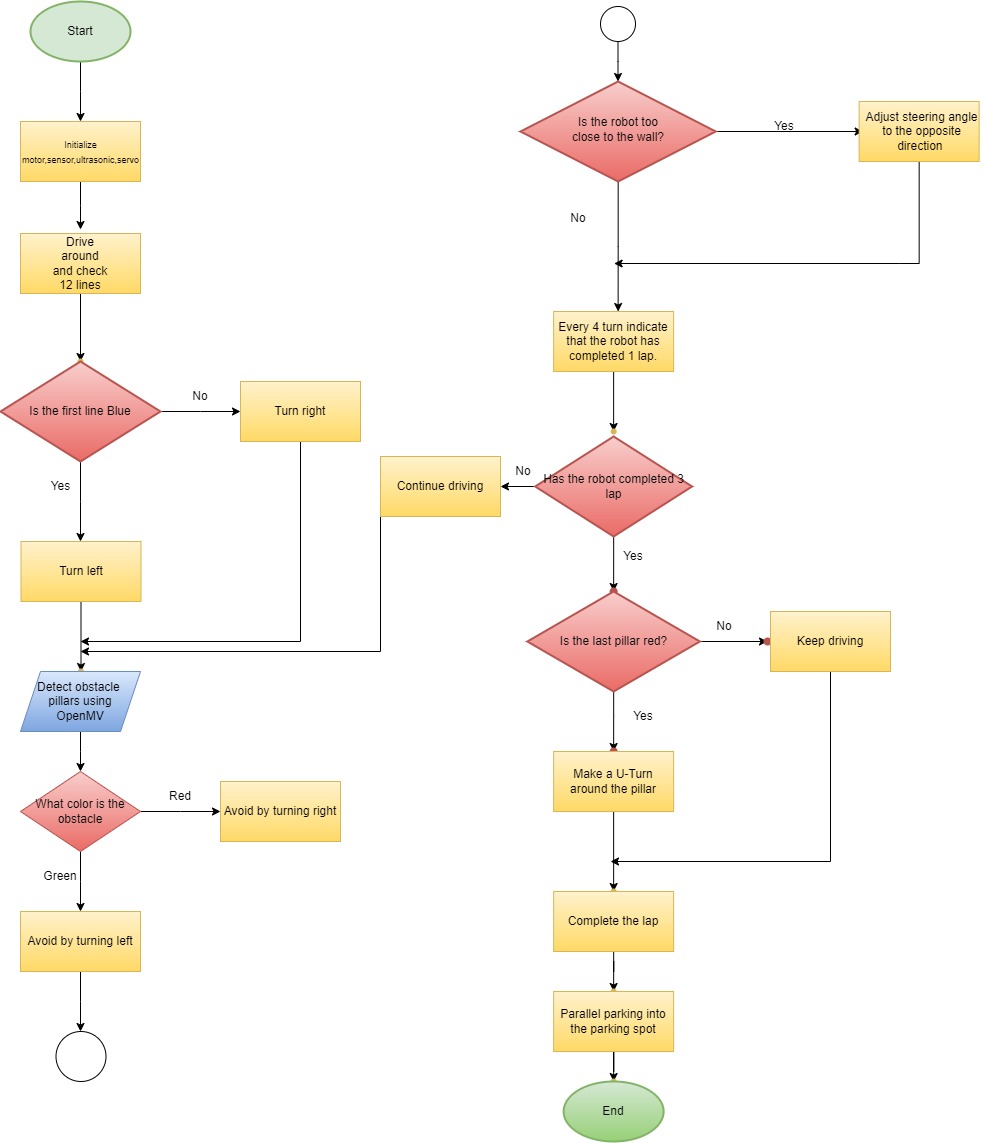 Start
Initialize
motor,sensor,ultrasonic,servo
Drive
around
and check
12 lines
Is the first line Blue
No
Turn right
Yes
Turn left
Detect obstacle
pillars using
OpenMV
What color is the
obstacle
Red
Avoid by turning right
Green
Avoid by turning left
Is the robot too
close to the wall?
Yes
Adjust steering angle
to the opposite
direction
No
Every 4 turn indicate
that the robot has
completed 1 lap.
Has the robot completed 3
lap
No
Continue driving
Yes
Is the last pillar red?
No
Keep driving
Yes
Make a U-Turn
around the pillar
Complete the lap
Parallel parking into
the parking spot
End